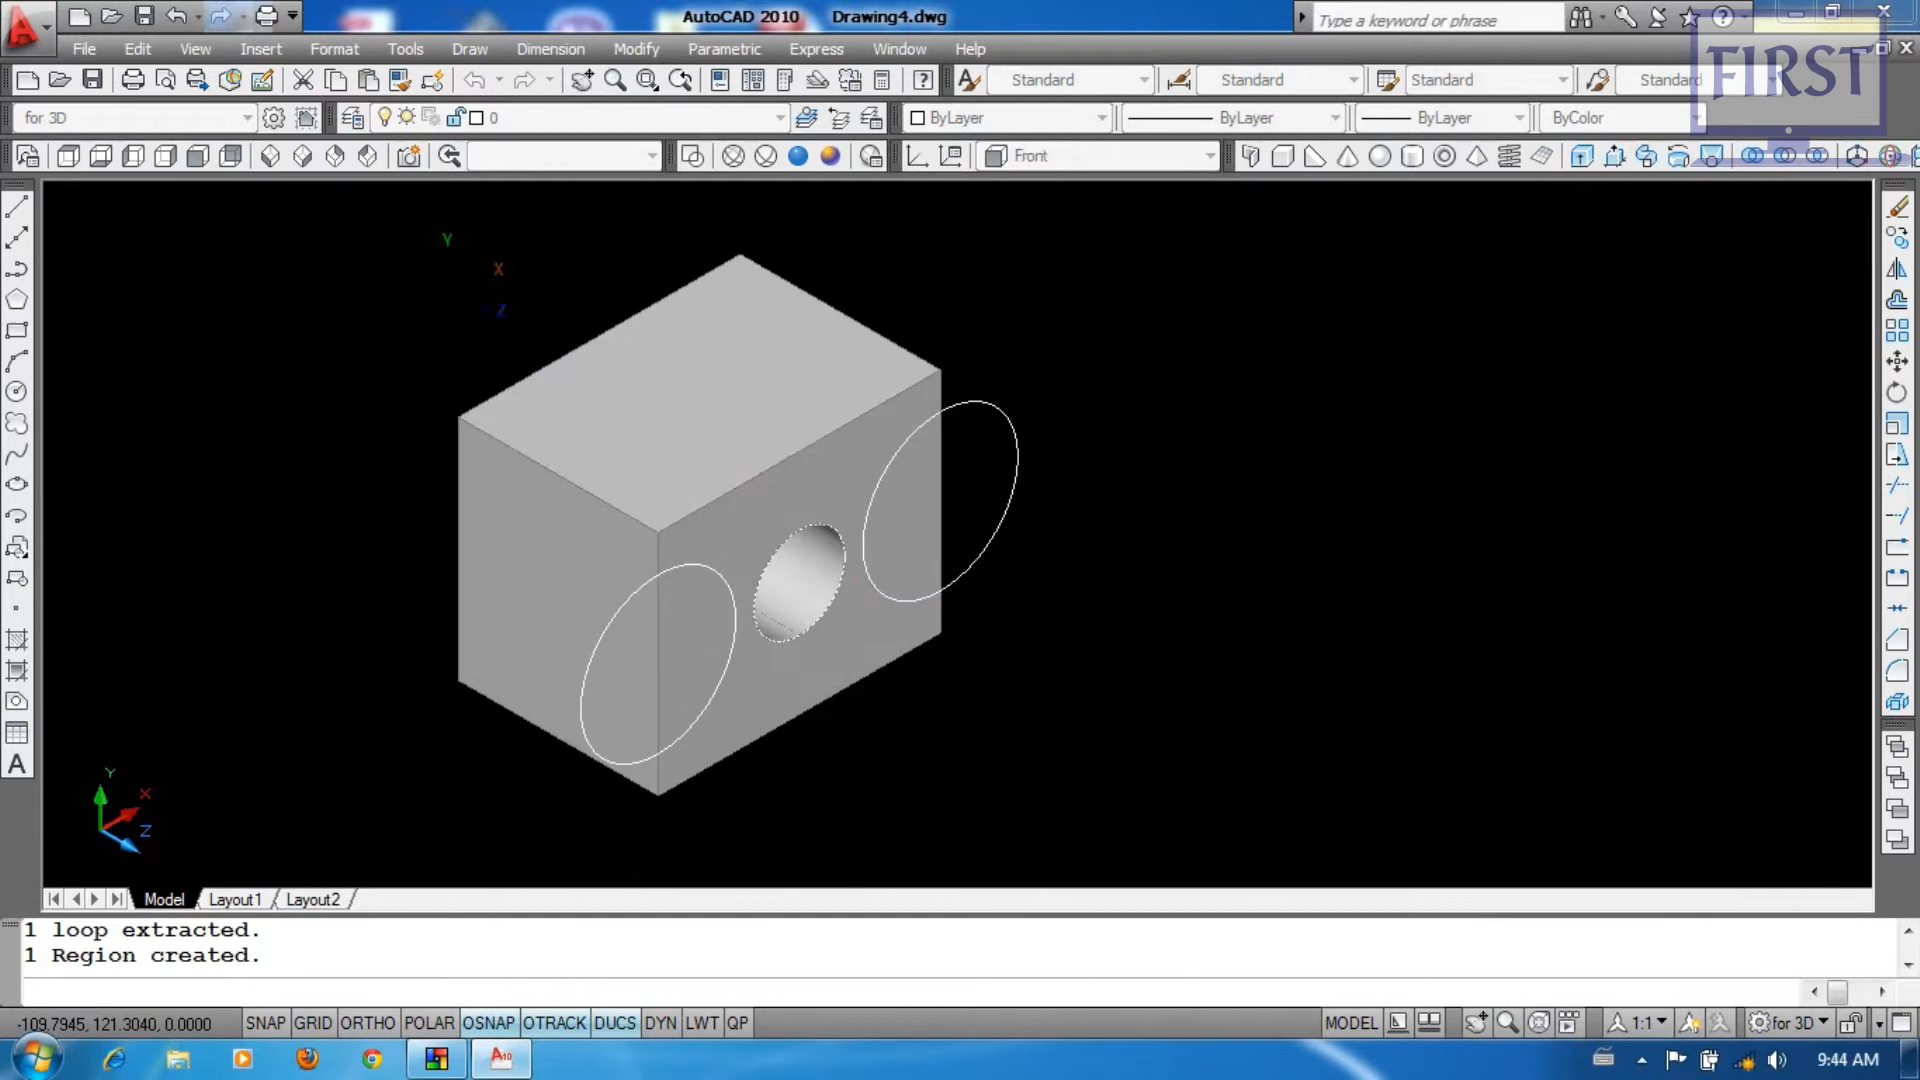 AutoCAD 2010 Drawing4.dwg
Type a keyword or phrase
File Edit View Insert Format Tools Draw Dimension Modify Parametric Express Window Help
FIRST
Standard Standard Standard Standard
for 3D 0 ByLayer ByLayer ByLayer ByColor
Front
Y
X
Z
Y
X
Z
A
Model Layout1 Layout2
1 loop extracted.
1 Region created.
-109.7945, 121.3040, 0.0000 SNAP GRID ORTHO POLAR OSNAP OTRACK DUCS DYN LWT QP MODEL 1:1 for 3D
9:44 AM